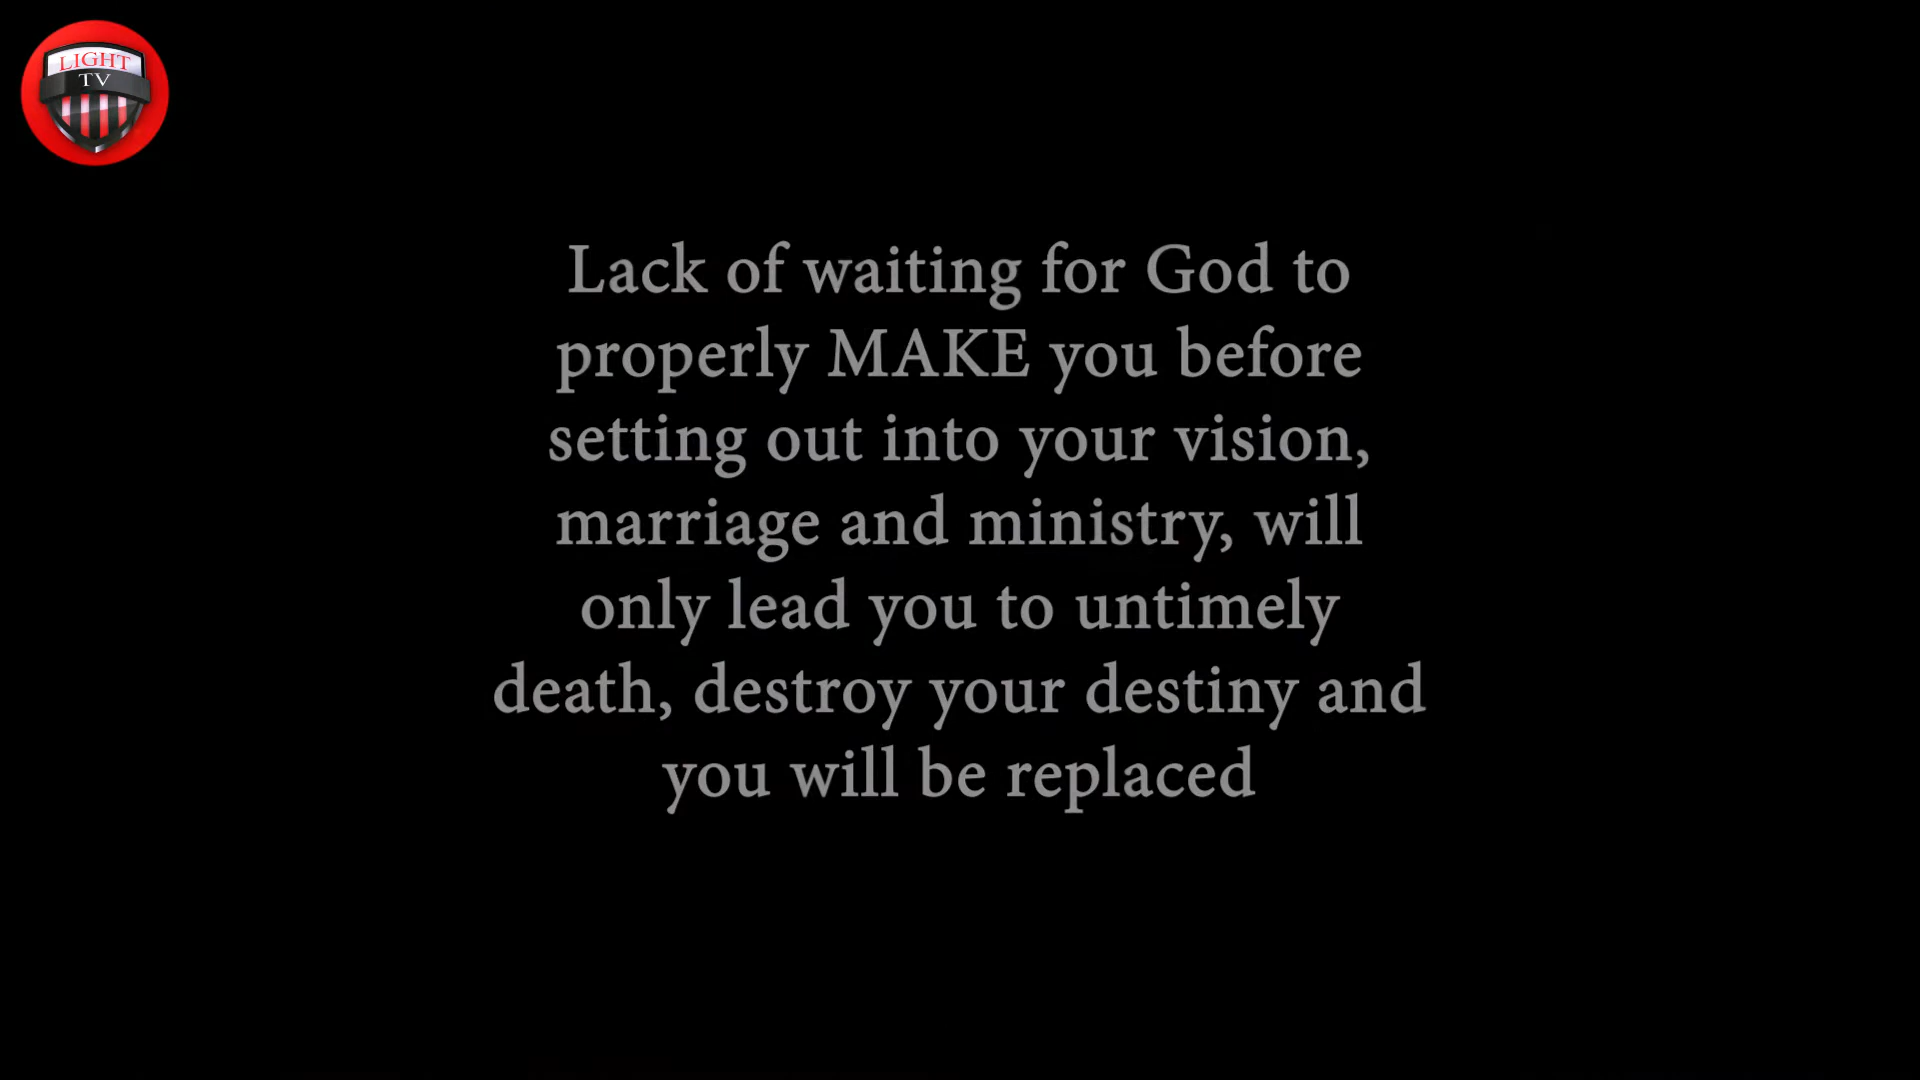 LIGHT
TV
Lack of waiting for God to
properly MAKE you before
setting out into your vision,
marriage and ministry, will
only lead you to untimely
death, destroy your destiny and
you will be replaced